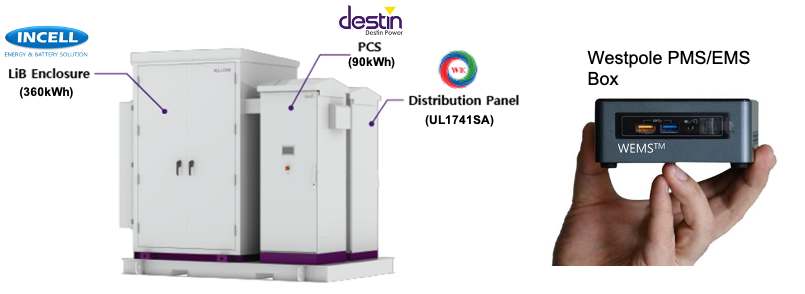 INCELL
ENERGY & BATTERY SOLUTION
LiB Enclosure
(360kWh)
destin
Destin Power
PCS
(90kWh)
WE
Distribution Panel
(UL1741SA)
Westpole PMS/EMS
Box
WEMS™